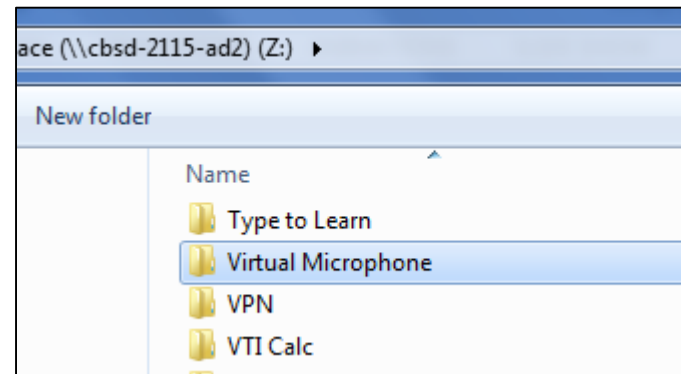 ace (\\cbsd-2115-ad2) (Z:)
New folder
Name
Type to Learn
Virtual Microphone
VPN
VTI Calc